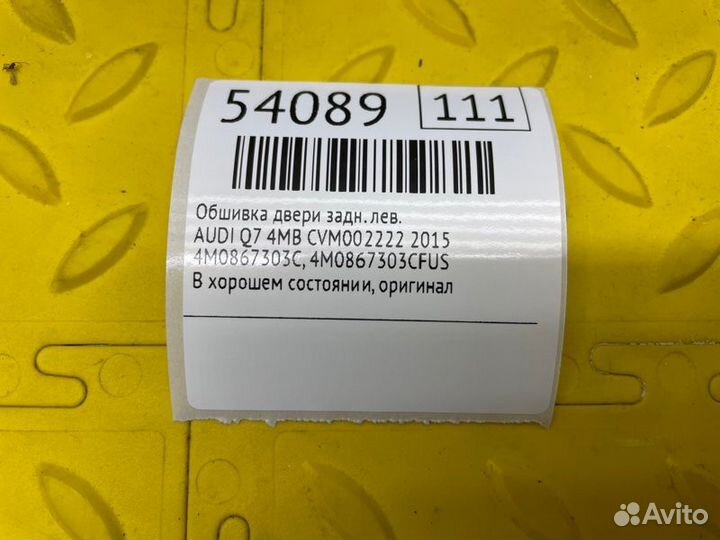 54089 111
Обшивка двери задн. лев.
AUDI Q7 4MB CVM002222 2015
4M0867303C, 4M0867303CFUS
В хорошем состоянии, оригинал
Avito